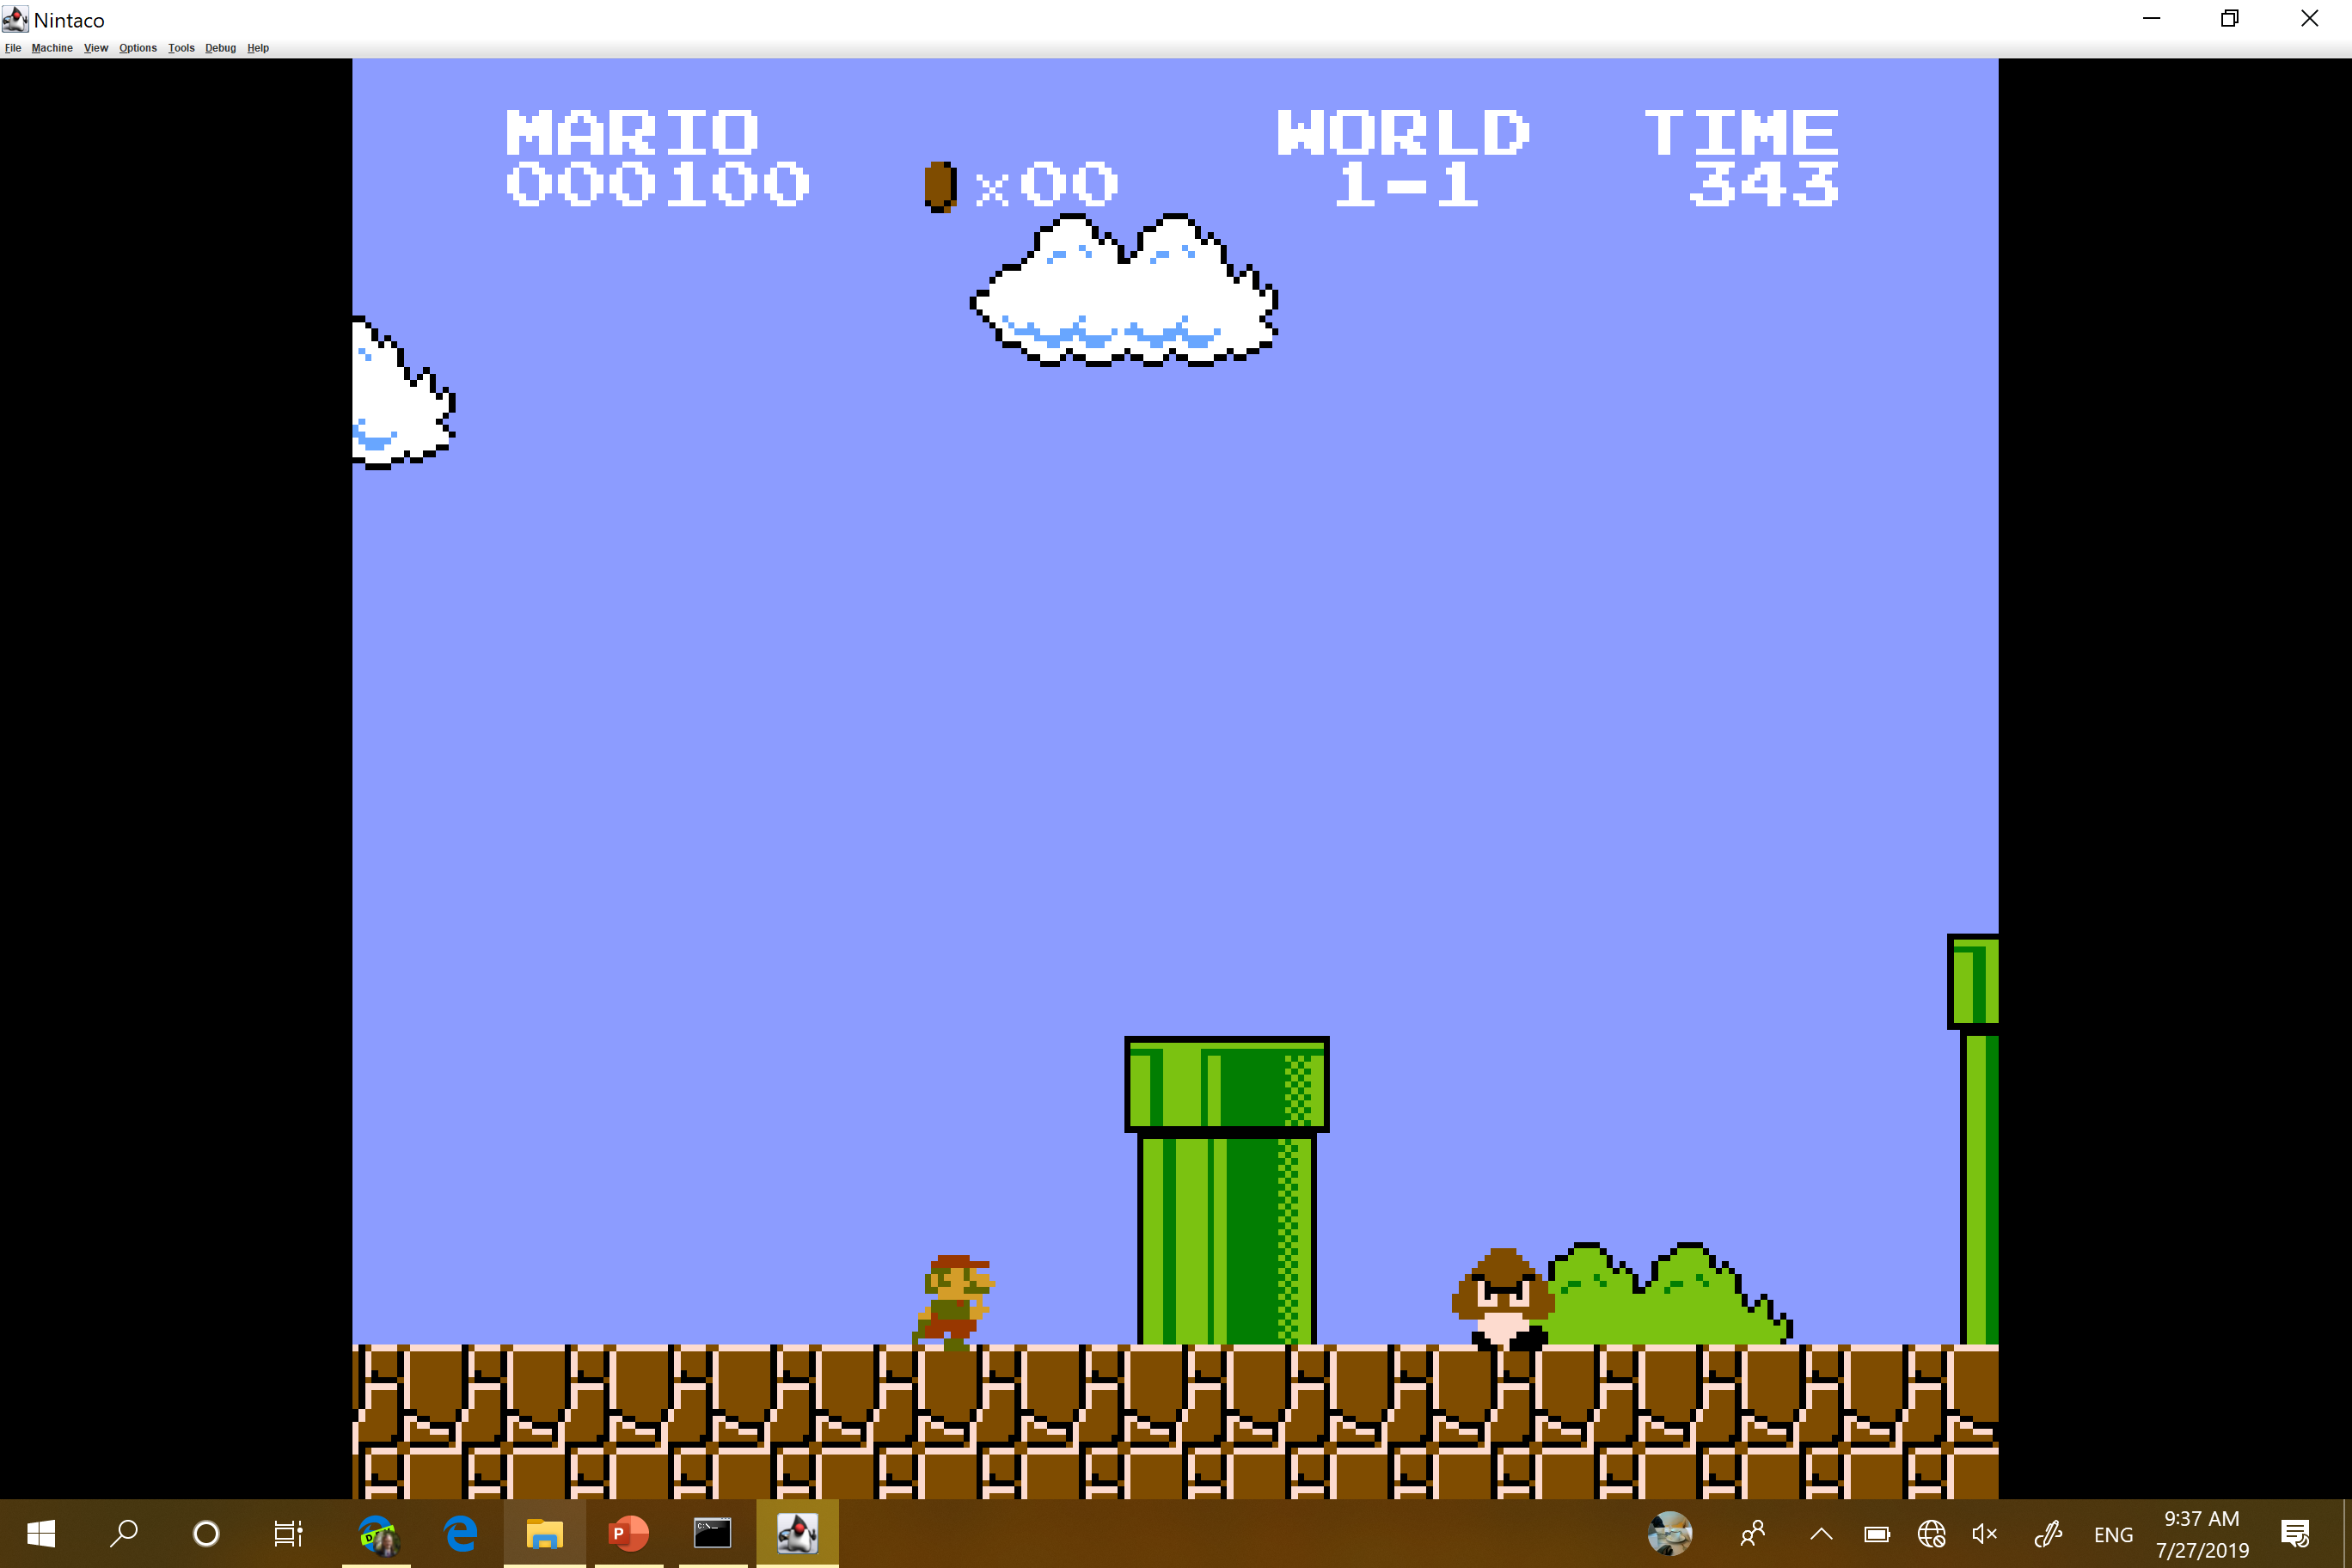 Nintaco
File Machine View Options Tools Debug Help
MARIO WORLD TIME
000100 x00 1-1 343
ENG 9:37 AM
7/27/2019